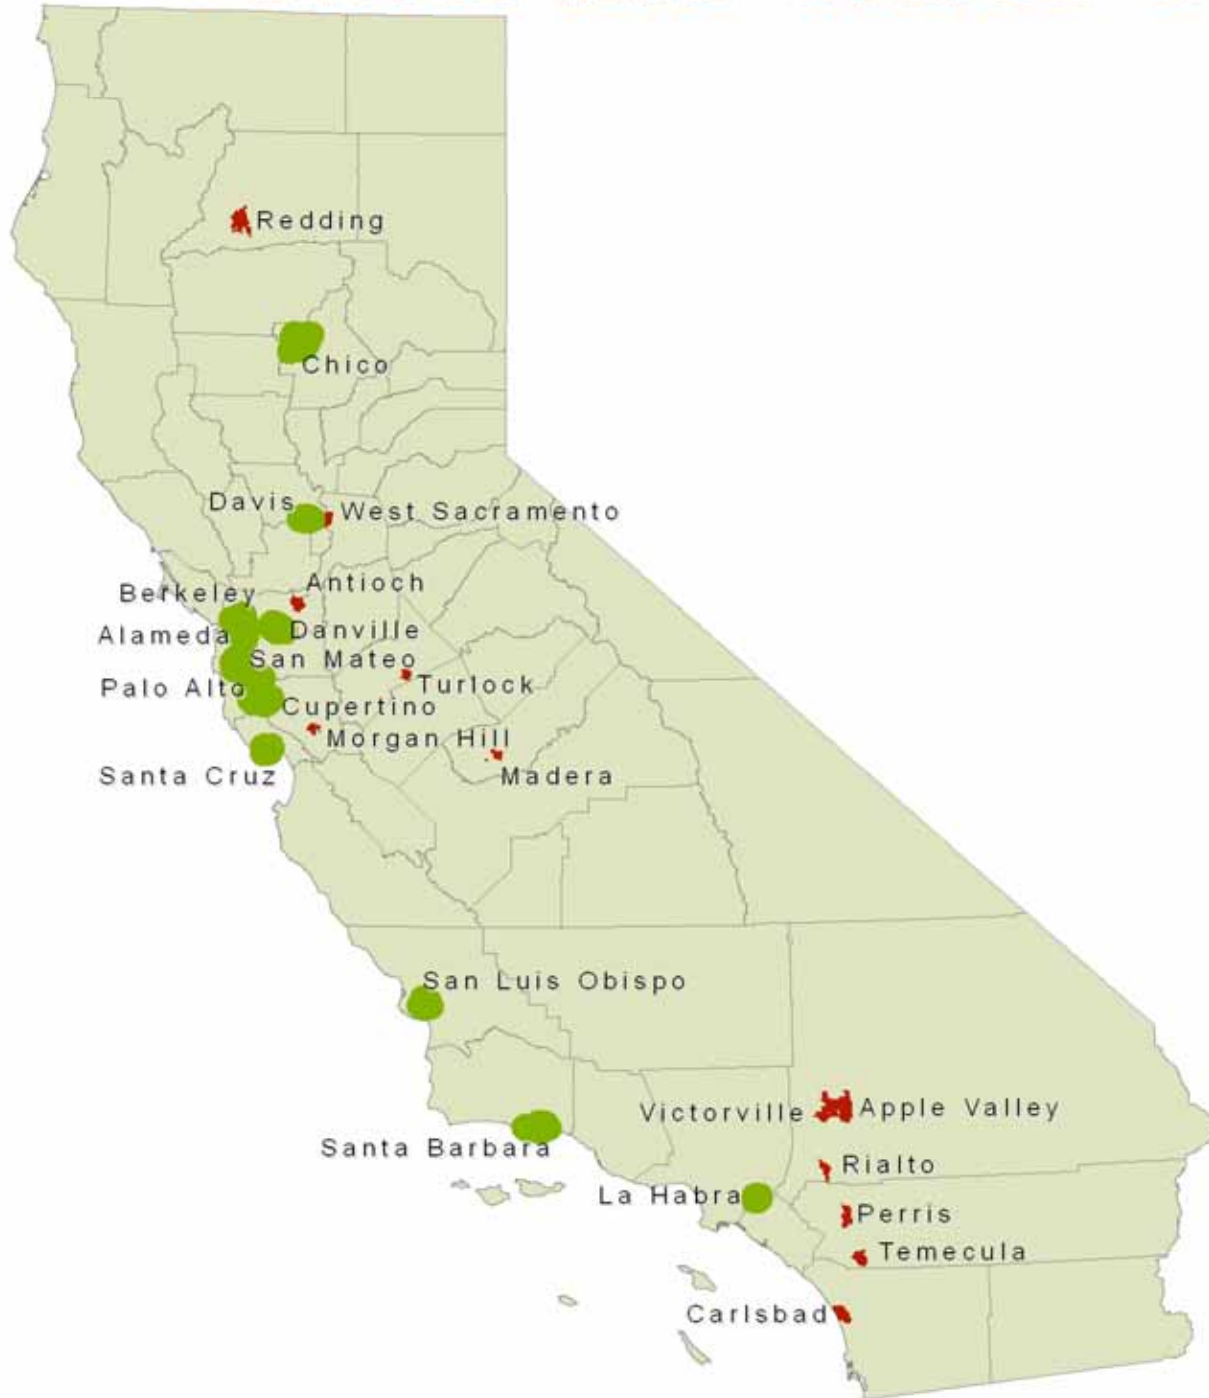 Redding
Chico
Davis
West Sacramento
Antioch
Berkeley
Danville
Alameda
San Mateo
Turlock
Palo Alto
Cupertino
Morgan Hill
Santa Cruz
Madera
San Luis Obispo
Victorville
Apple Valley
Santa Barbara
Rialto
La Habra
Perris
Temecula
Carlsbad